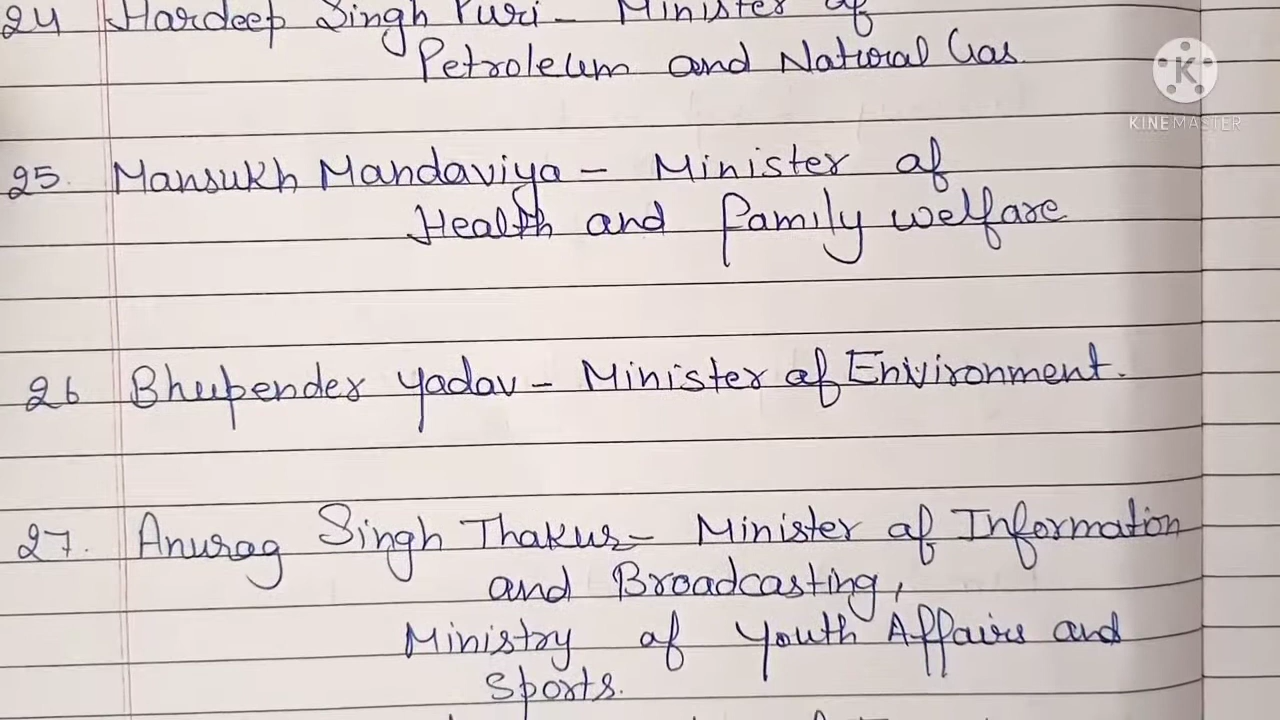 24 Hardeep Singh Puri - Minister of
Petroleum and Natural Gas
K
KINEMASTER
25. Mansukh Mandaviya - Minister of
Health and Family welfare
26 Bhupender Yadav - Minister of Environment.
27. Anurag Singh Thakur - Minister of Information
and Broadcasting,
Ministry of Youth Affairs and
Sports.